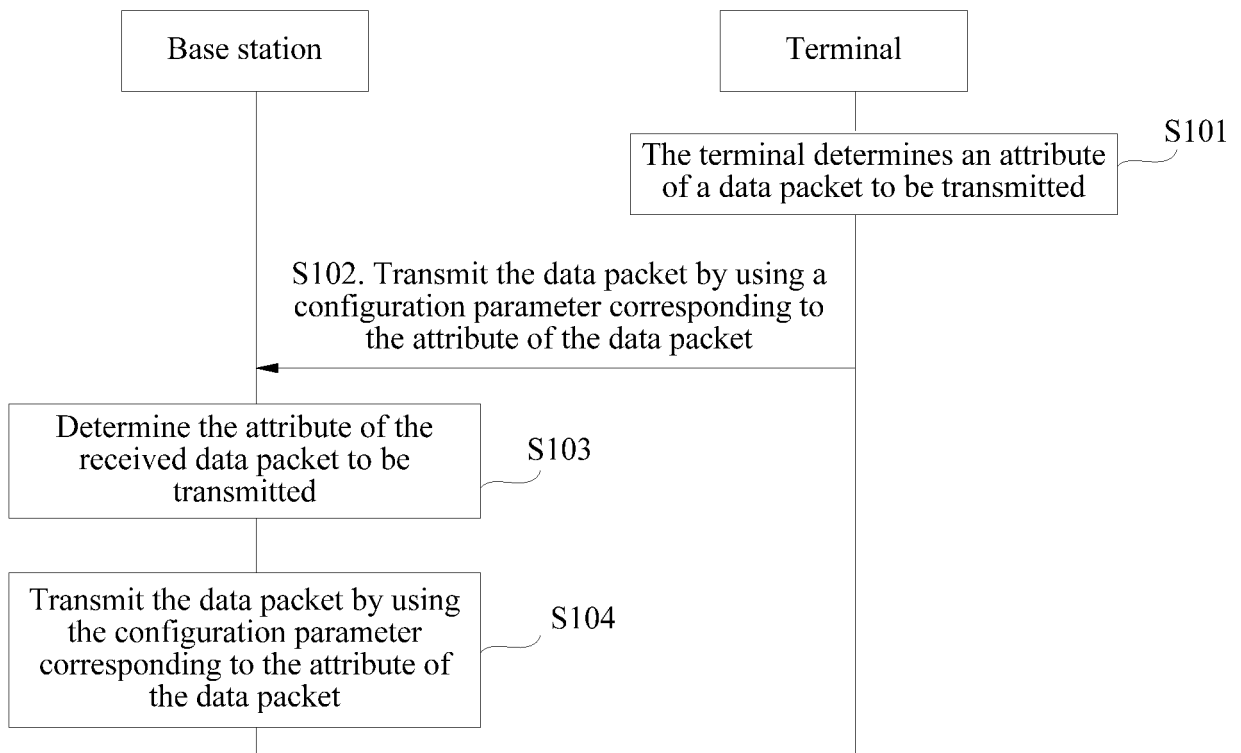 Base station
Terminal
S101
The terminal determines an attribute
of a data packet to be transmitted
S102. Transmit the data packet by using a
configuration parameter corresponding to
the attribute of the data packet
Determine the attribute of the
received data packet to be
transmitted
S103
Transmit the data packet by using
the configuration parameter
corresponding to the attribute of
the data packet
S104